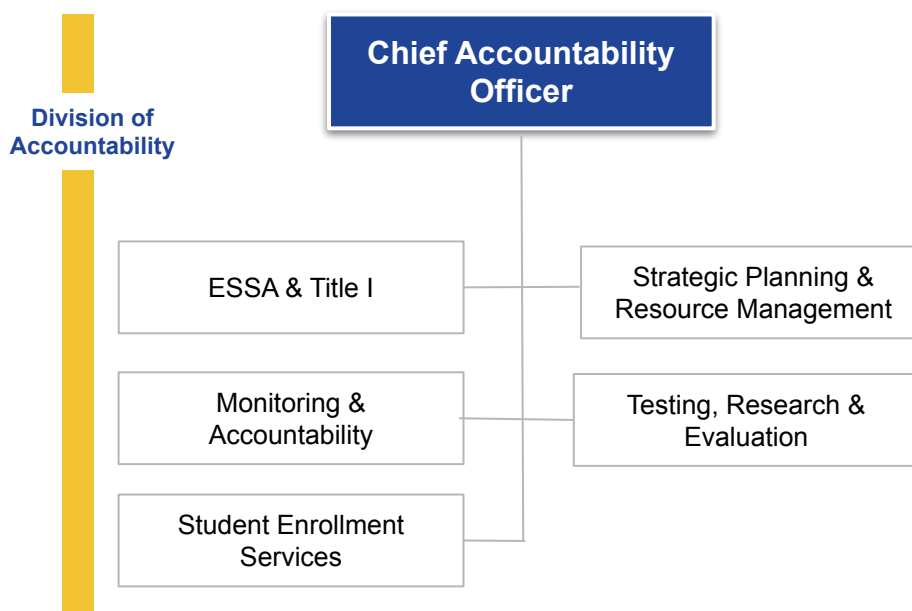 Chief Accountability
Officer
Division of
Accountability
ESSA & Title I
Strategic Planning &
Resource Management
Monitoring &
Accountability
Testing, Research &
Evaluation
Student Enrollment
Services